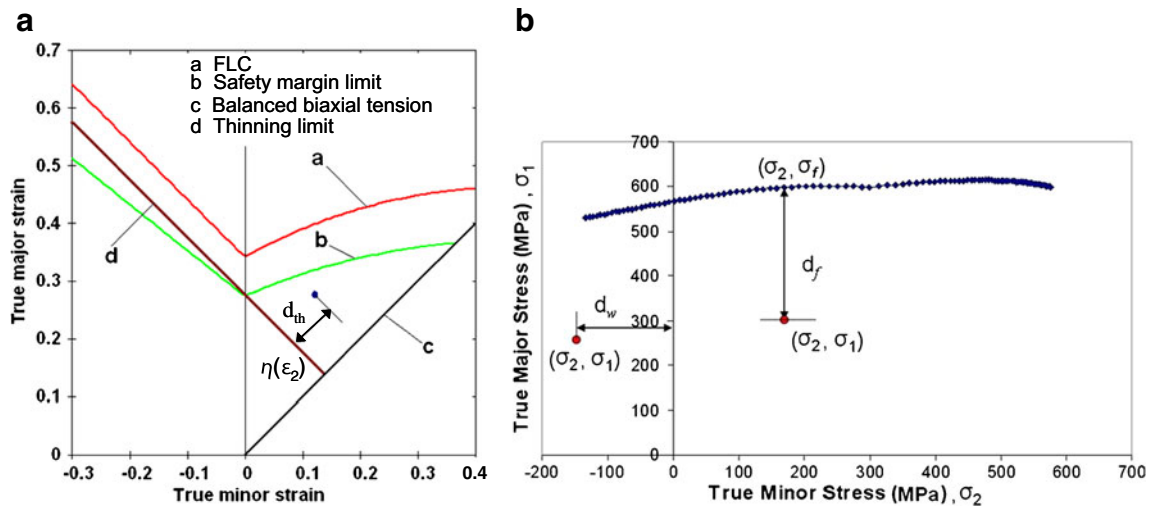 a
a FLC
b Safety margin limit
c Balanced biaxial tension
d Thinning limit
0.7
0.6
0.5
0.4
0.3
0.2
0.1
0
-0.3
-0.2
-0.1
0
0.1
0.2
0.3
0.4
True major strain
True minor strain
a
b
d
c
dth
η(ε2)
b
700
600
500
400
300
200
100
0
-200
-100
0
100
200
300
400
500
600
700
True Major Stress (MPa) , σ1
True Minor Stress (MPa) , σ2
(σ2, σf)
df
dw
(σ2, σ1)
(σ2, σ1)